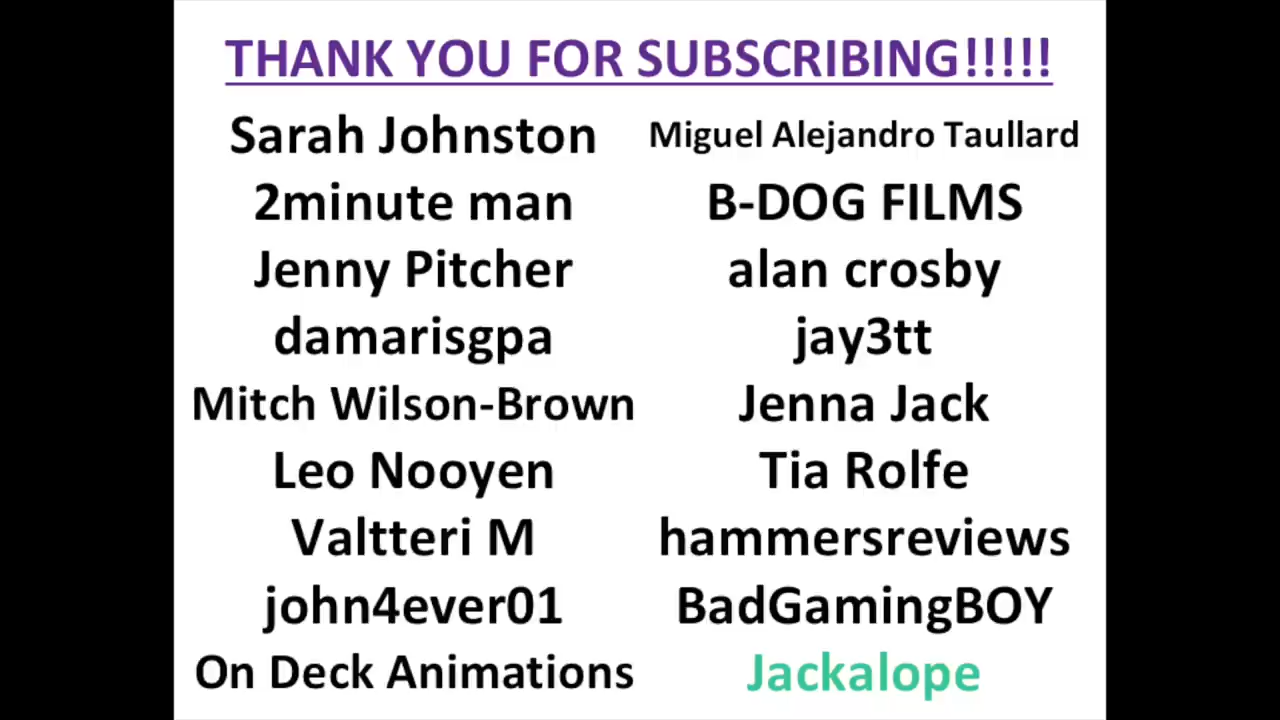 THANK YOU FOR SUBSCRIBING!!!!!
Sarah Johnston
Miguel Alejandro Taullard
2minute man
B-DOG FILMS
Jenny Pitcher
alan crosby
damarisgpa
jay3tt
Mitch Wilson-Brown
Jenna Jack
Leo Nooyen
Tia Rolfe
Valtteri M
hammersreviews
john4ever01
BadGamingBOY
On Deck Animations
Jackalope